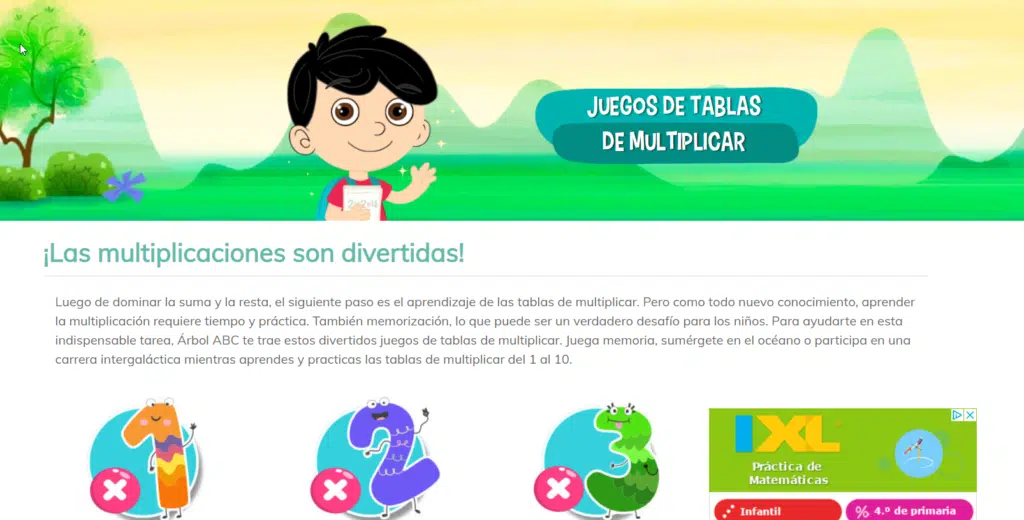 JUEGOS DE TABLAS
DE MULTIPLICAR
¡Las multiplicaciones son divertidas!
Luego de dominar la suma y la resta, el siguiente paso es el aprendizaje de las tablas de multiplicar. Pero como todo nuevo conocimiento, aprender
la multiplicación requiere tiempo y práctica. También memorización, lo que puede ser un verdadero desafío para los niños. Para ayudarte en esta
indispensable tarea, Árbol ABC te trae estos divertidos juegos de tablas de multiplicar. Juega memoria, sumérgete en el océano o participa en una
carrera intergaláctica mientras aprendes y practicas las tablas de multiplicar del 1 al 10.
1
2
3
IXL
Práctica de
Matemáticas
Infantil
% 4.º de primaria